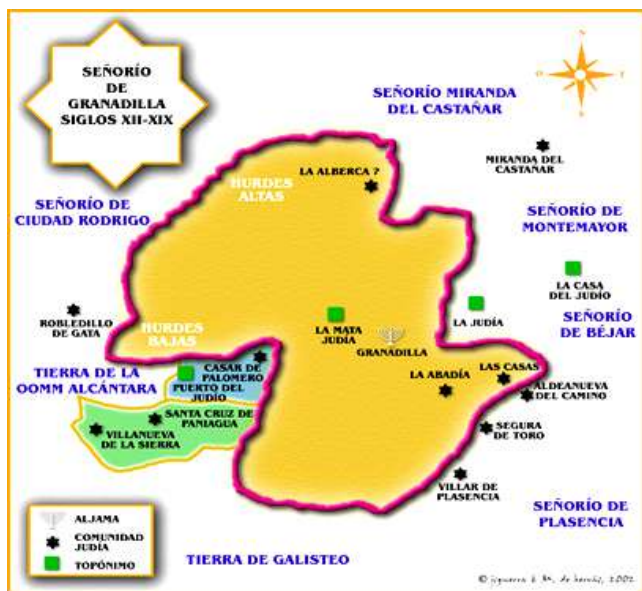 SEÑORÍO
DE
GRANADILLA
SIGLOS XII-XIX
SEÑORÍO MIRANDA
DEL CASTAÑAR
N
O
E
S
MIRANDA DEL
CASTAÑAR
LA ALBERCA ?
HURDES
ALTAS
SEÑORÍO DE
CIUDAD RODRIGO
SEÑORÍO DE
MONTEMAYOR
LA CASA
DEL JUDÍO
LA JUDÍA
SEÑORÍO
DE BÉJAR
ROBLEDILLO
DE GATA
HURDES
BAJAS
LA MATA
JUDÍA
GRANADILLA
TIERRA DE LA
OOMM ALCÁNTARA
CASAR DE
PALOMERO
PUERTO DEL
JUDÍO
LA ABADÍA
LAS CASAS
ALDEANUEVA
DEL CAMINO
SANTA CRUZ DE
PANIAGUA
VILLANUEVA
DE LA SIERRA
SEGURA
DE TORO
VILLAR DE
PLASENCIA
SEÑORÍO DE
PLASENCIA
TIERRA DE GALISTEO
ALJAMA
COMUNIDAD
JUDÍA
TOPÓNIMO
de hervás, 2002